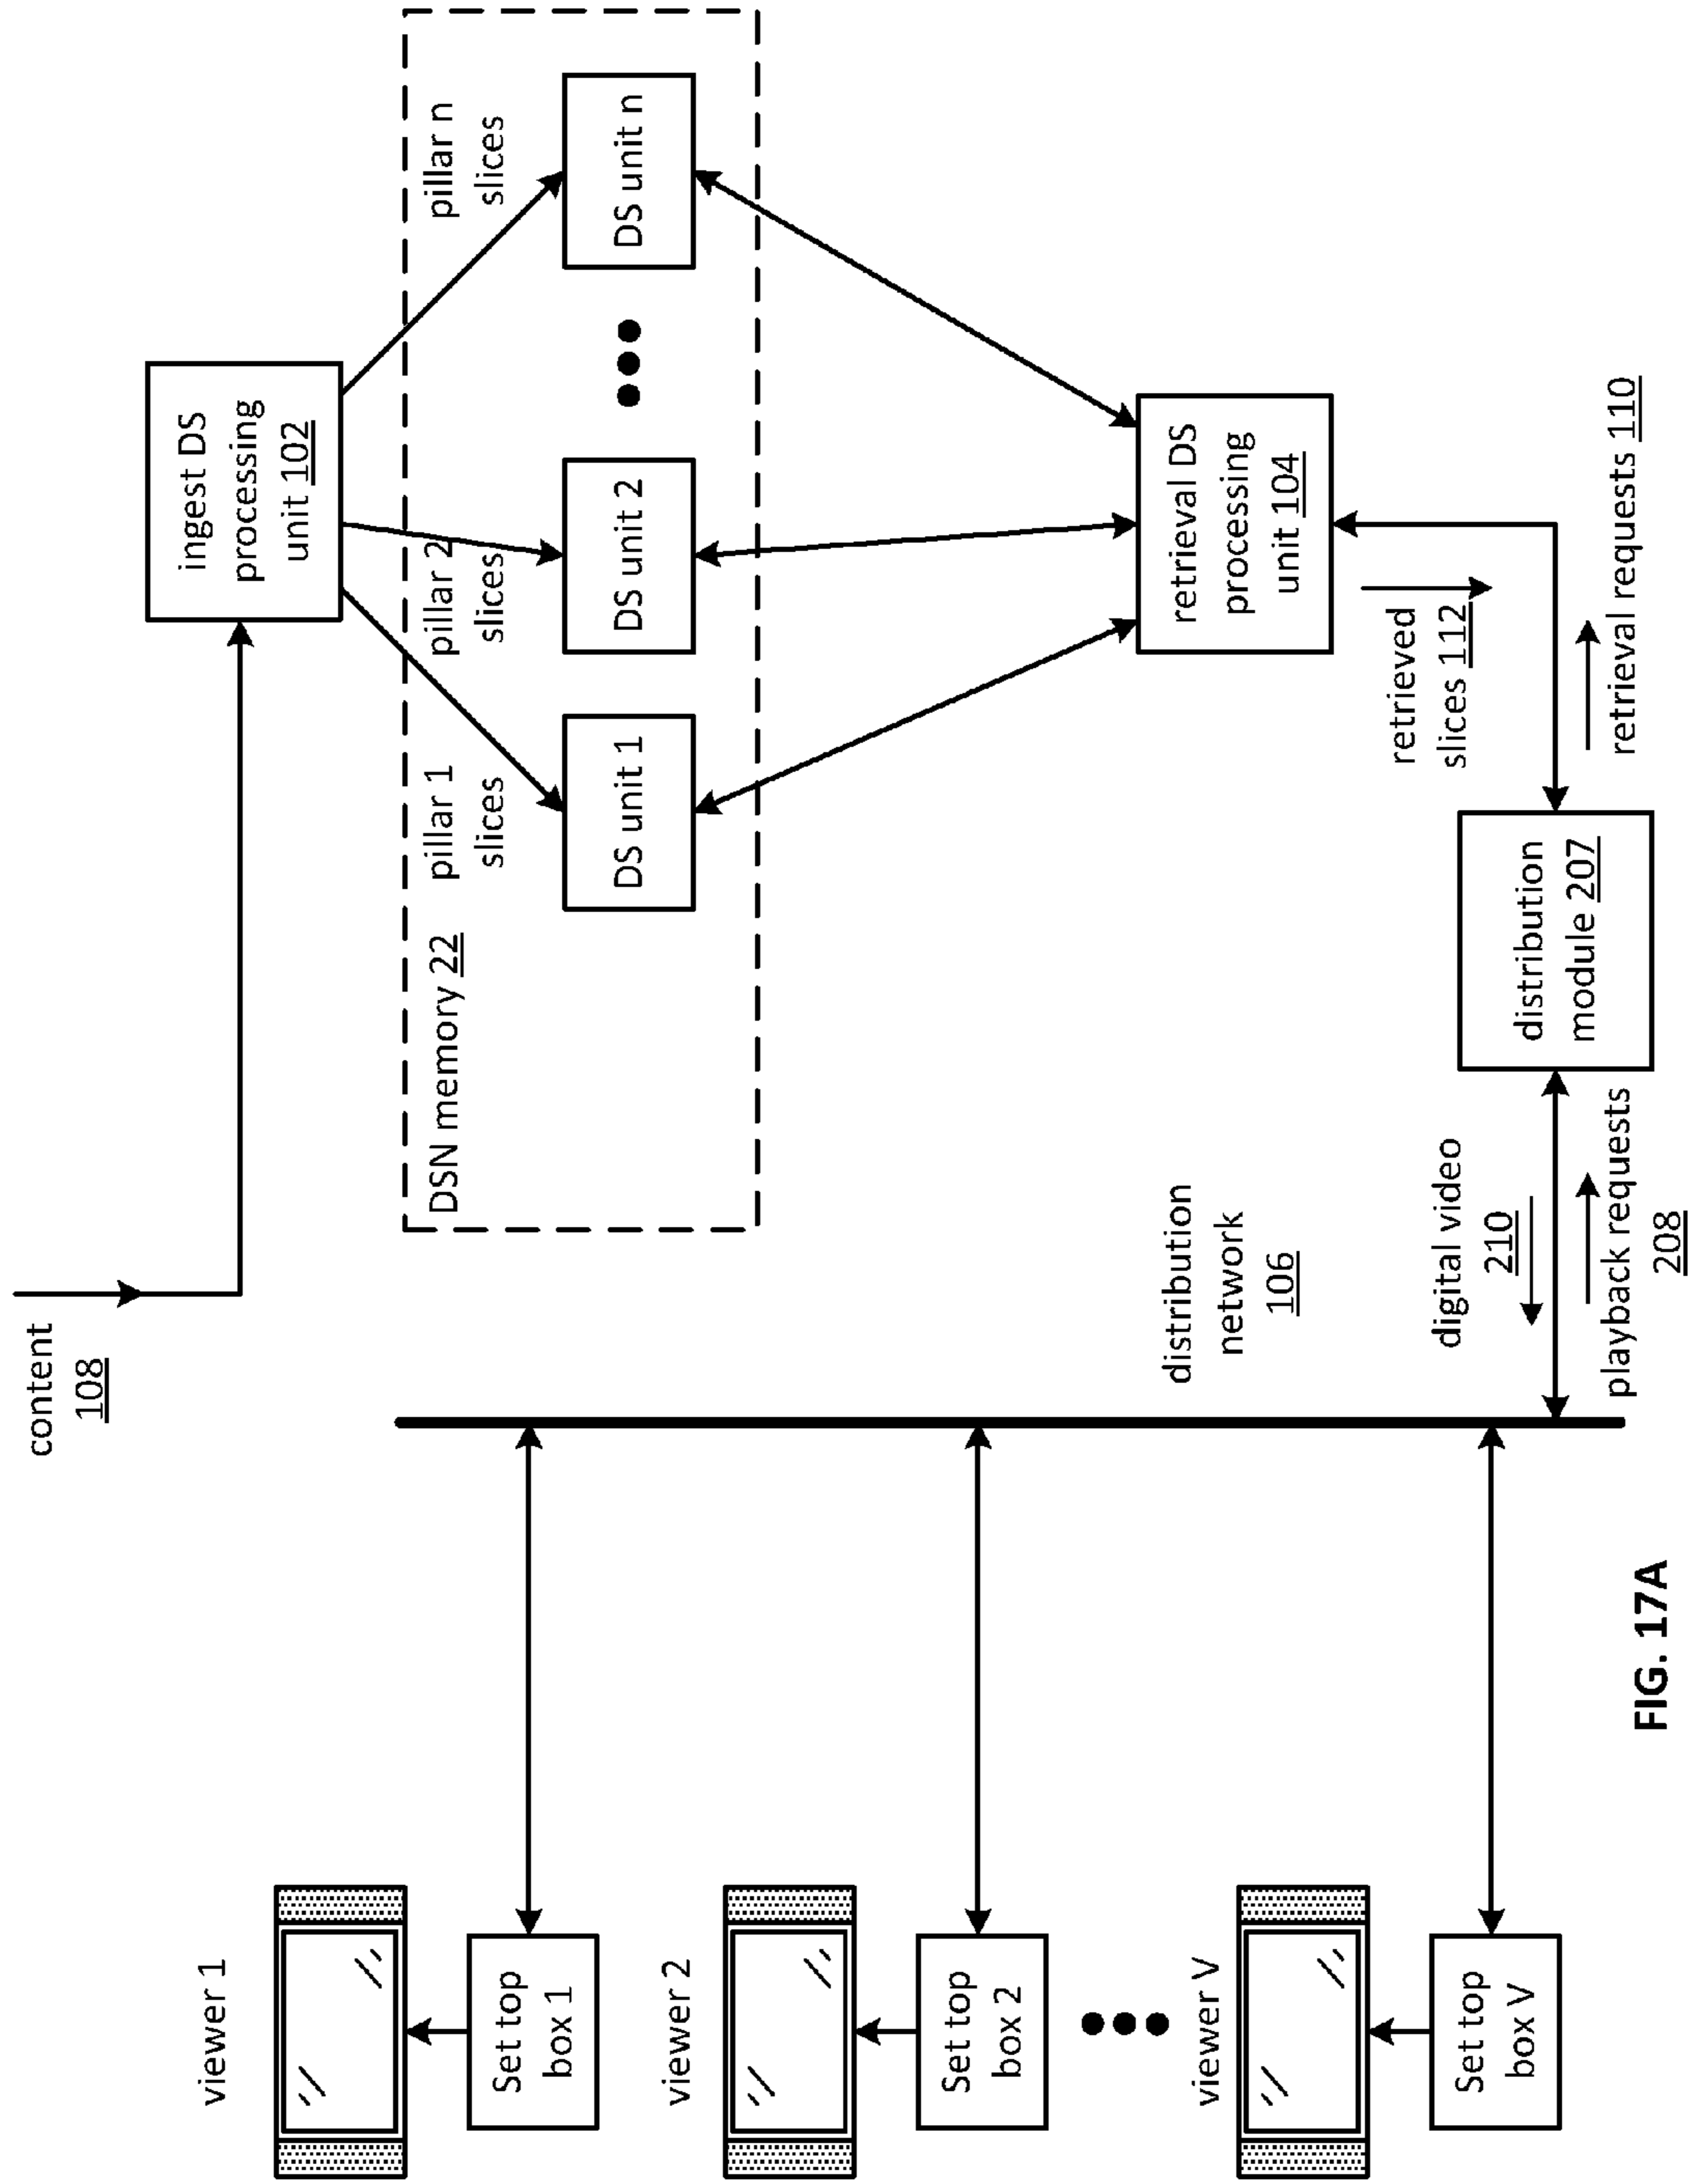 content
108
ingest DS
processing
unit 102
DSN memory 22
pillar 1
slices
pillar 2
slices
pillar n
slices
DS unit 1
DS unit 2
DS unit n
retrieval DS
processing
unit 104
retrieved
slices 112
retrieval requests 110
distribution
module 207
digital video
210
playback requests
208
distribution
network
106
viewer 1
Set top
box 1
viewer 2
Set top
box 2
viewer V
Set top
box V
FIG. 17A